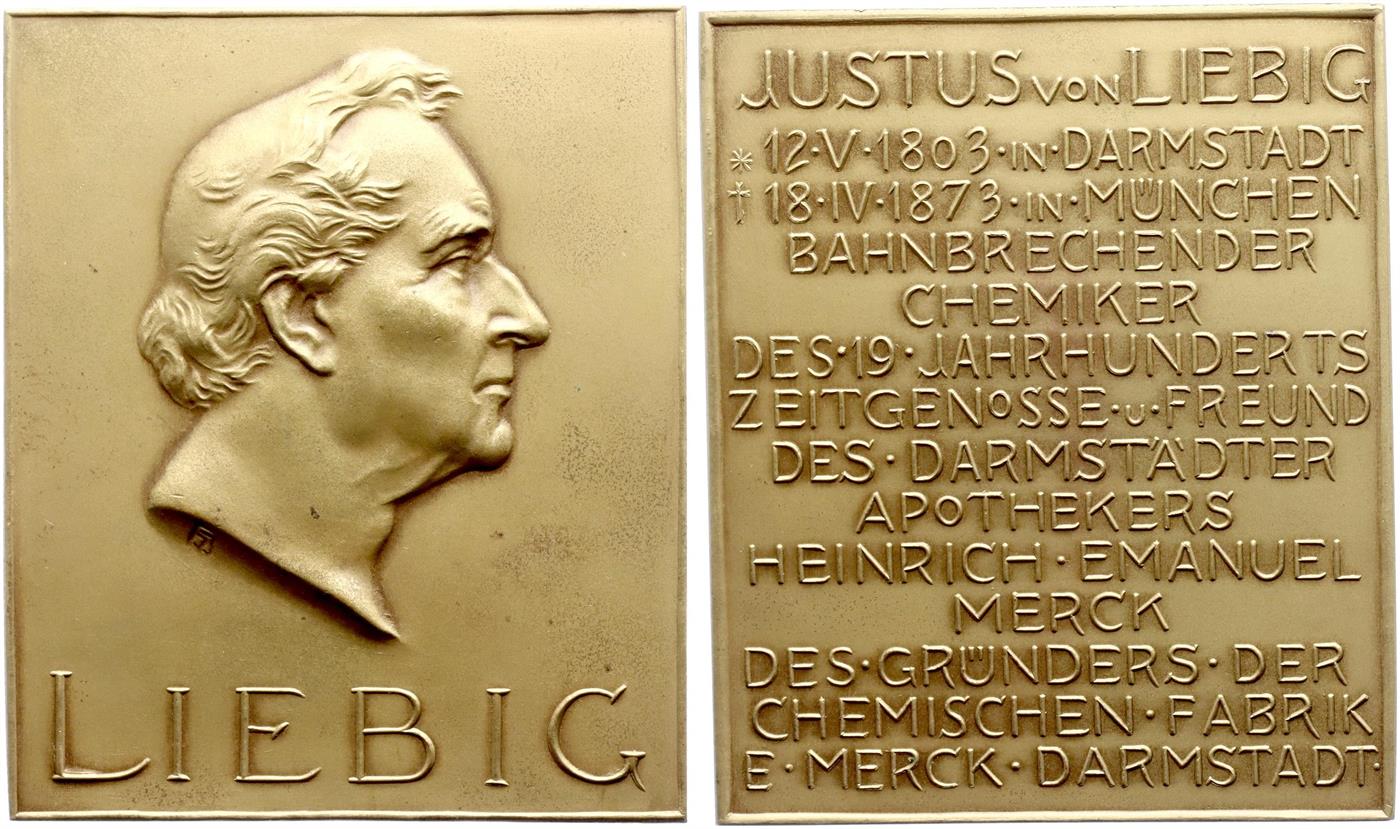 LIEBIG
JUSTUS VON LIEBIG
* 12·V·1803·IN·DARMSTADT
† 18·IV·1873·IN·MÜNCHEN
BAHNBRECHENDER
CHEMIKER
DES·19·JAHRHUNDERTS
ZEITGENOSSE·u·FREUND
DES·DARMSTÄDTER
APOTHEKERS
HEINRICH·EMANUEL
MERCK
DES·GRÜNDERS·DER
CHEMISCHEN·FABRIK
E·MERCK·DARMSTADT·